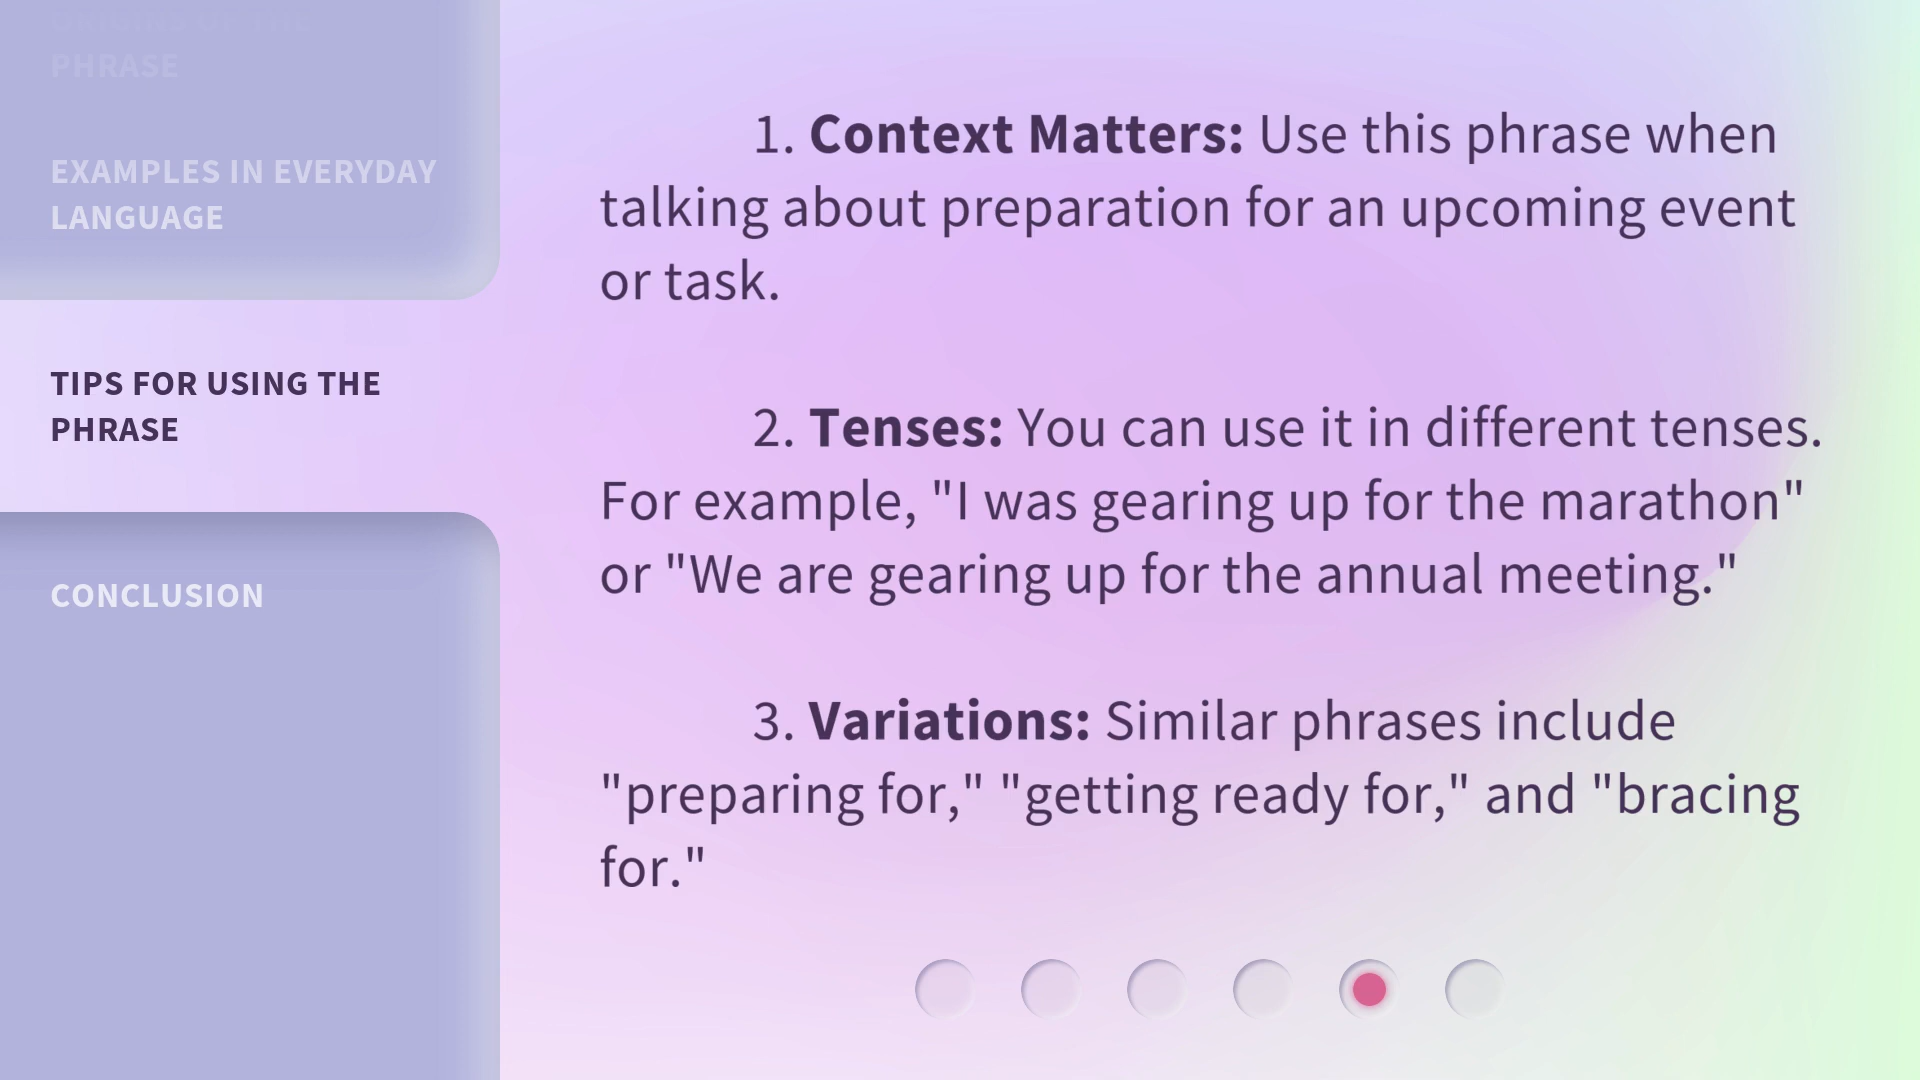 ORIGINS OF THE
PHRASE
EXAMPLES IN EVERYDAY
LANGUAGE
TIPS FOR USING THE
PHRASE
CONCLUSION
1. Context Matters: Use this phrase when
talking about preparation for an upcoming event
or task.
2. Tenses: You can use it in different tenses.
For example, "I was gearing up for the marathon"
or "We are gearing up for the annual meeting."
3. Variations: Similar phrases include
"preparing for," "getting ready for," and "bracing
for."